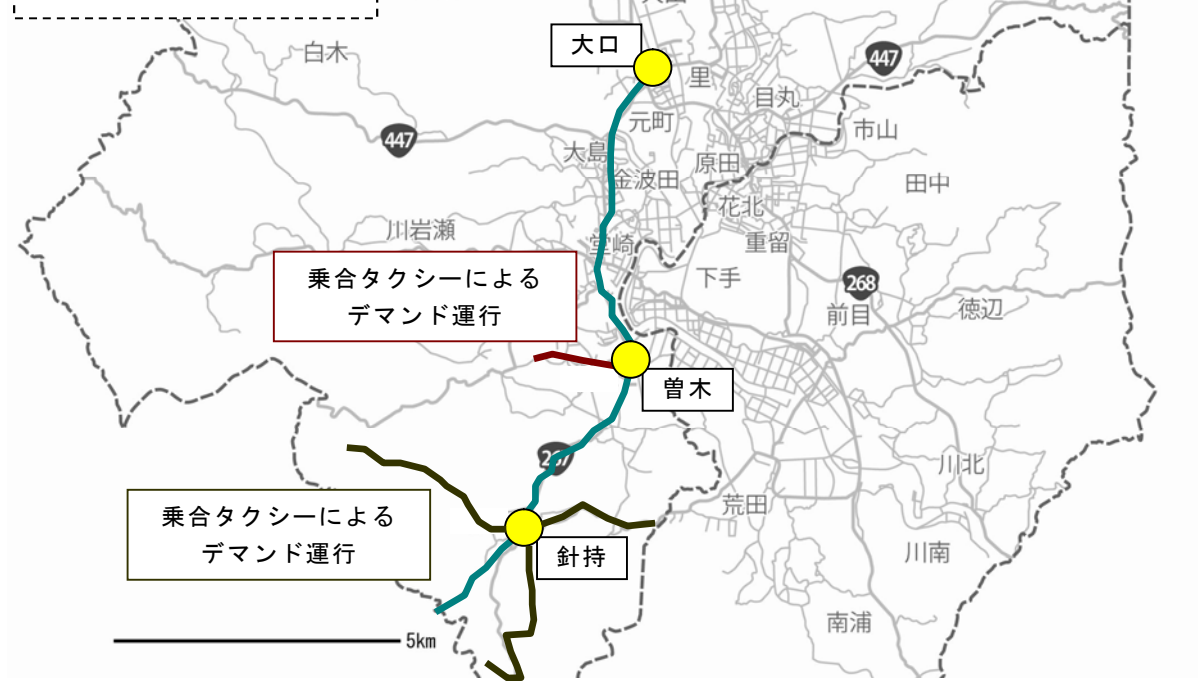 大口
白木
447
里
目丸
元町
447
市山
大島
原田
金波田
田中
花北
川岩瀬
重留
堂崎
下手
268
乗合タクシーによる
デマンド運行
前目
徳辺
曽木
267
川北
荒田
乗合タクシーによる
デマンド運行
針持
川南
南浦
5km